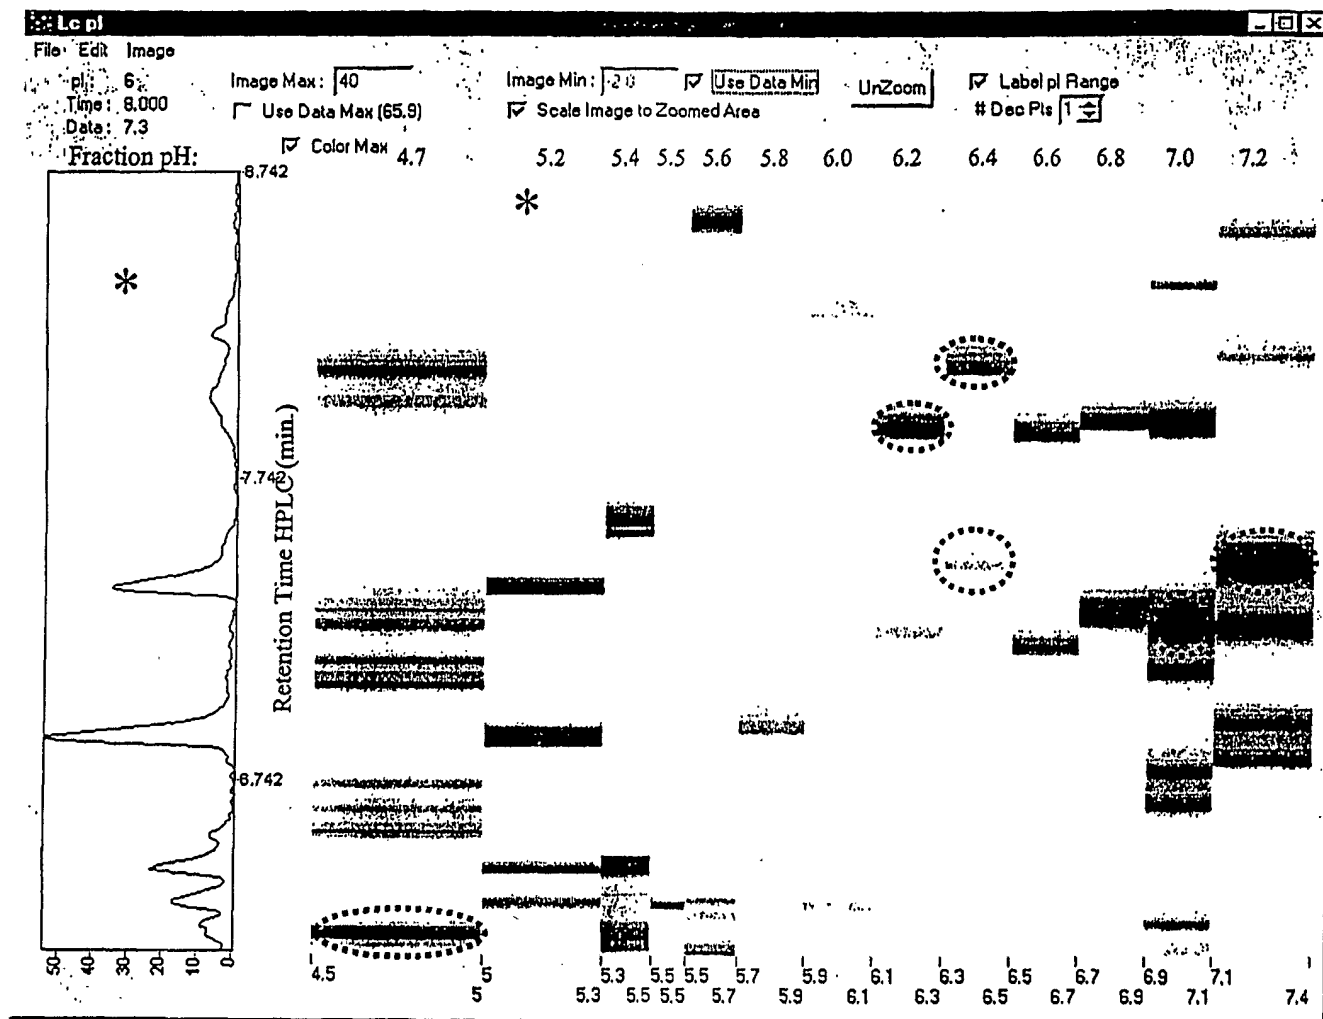 Lc pI
File Edit Image
pI: 6 Image Max: 40 Image Min: -2.0 Use Data Min UnZoom Label pI Range
Time: 8.000 Use Data Max (65.9) Scale Image to Zoomed Area # Dec Pls 1
Data: 7.3
Fraction pH: Color Max 4.7 5.2 5.4 5.5 5.6 5.8 6.0 6.2 6.4 6.6 6.8 7.0 7.2
-8.742
*
*
-7.742
Retention Time HPLC (min.)
-6.742
50 40 30 20 10 0
4.5 5 5.3 5.5 5.5 5.7 5.9 6.1 6.3 6.5 6.7 6.9 7.1
5 5.3 5.5 5.5 5.7 5.9 6.1 6.3 6.5 6.7 6.9 7.1 7.4